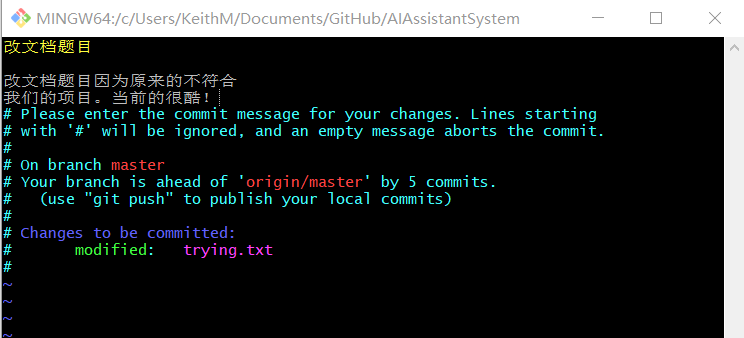 MINGW64:/c/Users/KeithM/Documents/GitHub/AIAssistantSystem
改文档题目
改文档题目因为原来的不符合
我们的项目。当前的很酷！
# Please enter the commit message for your changes. Lines starting
# with '#' will be ignored, and an empty message aborts the commit.
#
# On branch master
# Your branch is ahead of 'origin/master' by 5 commits.
#   (use "git push" to publish your local commits)
#
# Changes to be committed:
#       modified:   trying.txt
#
~
~
~
~